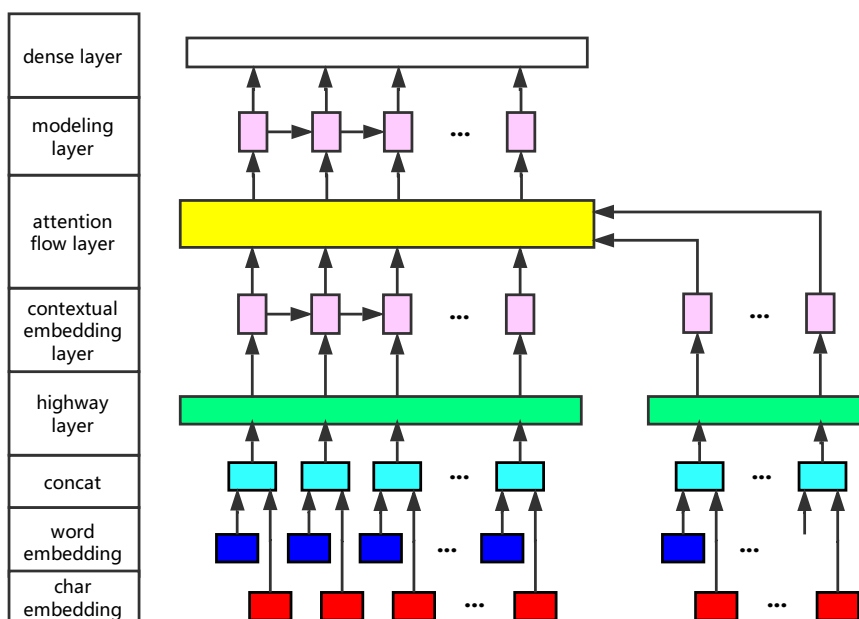 dense layer
modeling
layer
...
attention
flow layer
contextual
embedding
layer
...
...
highway
layer
concat
...
...
word
embedding
...
...
char
embedding
...
...